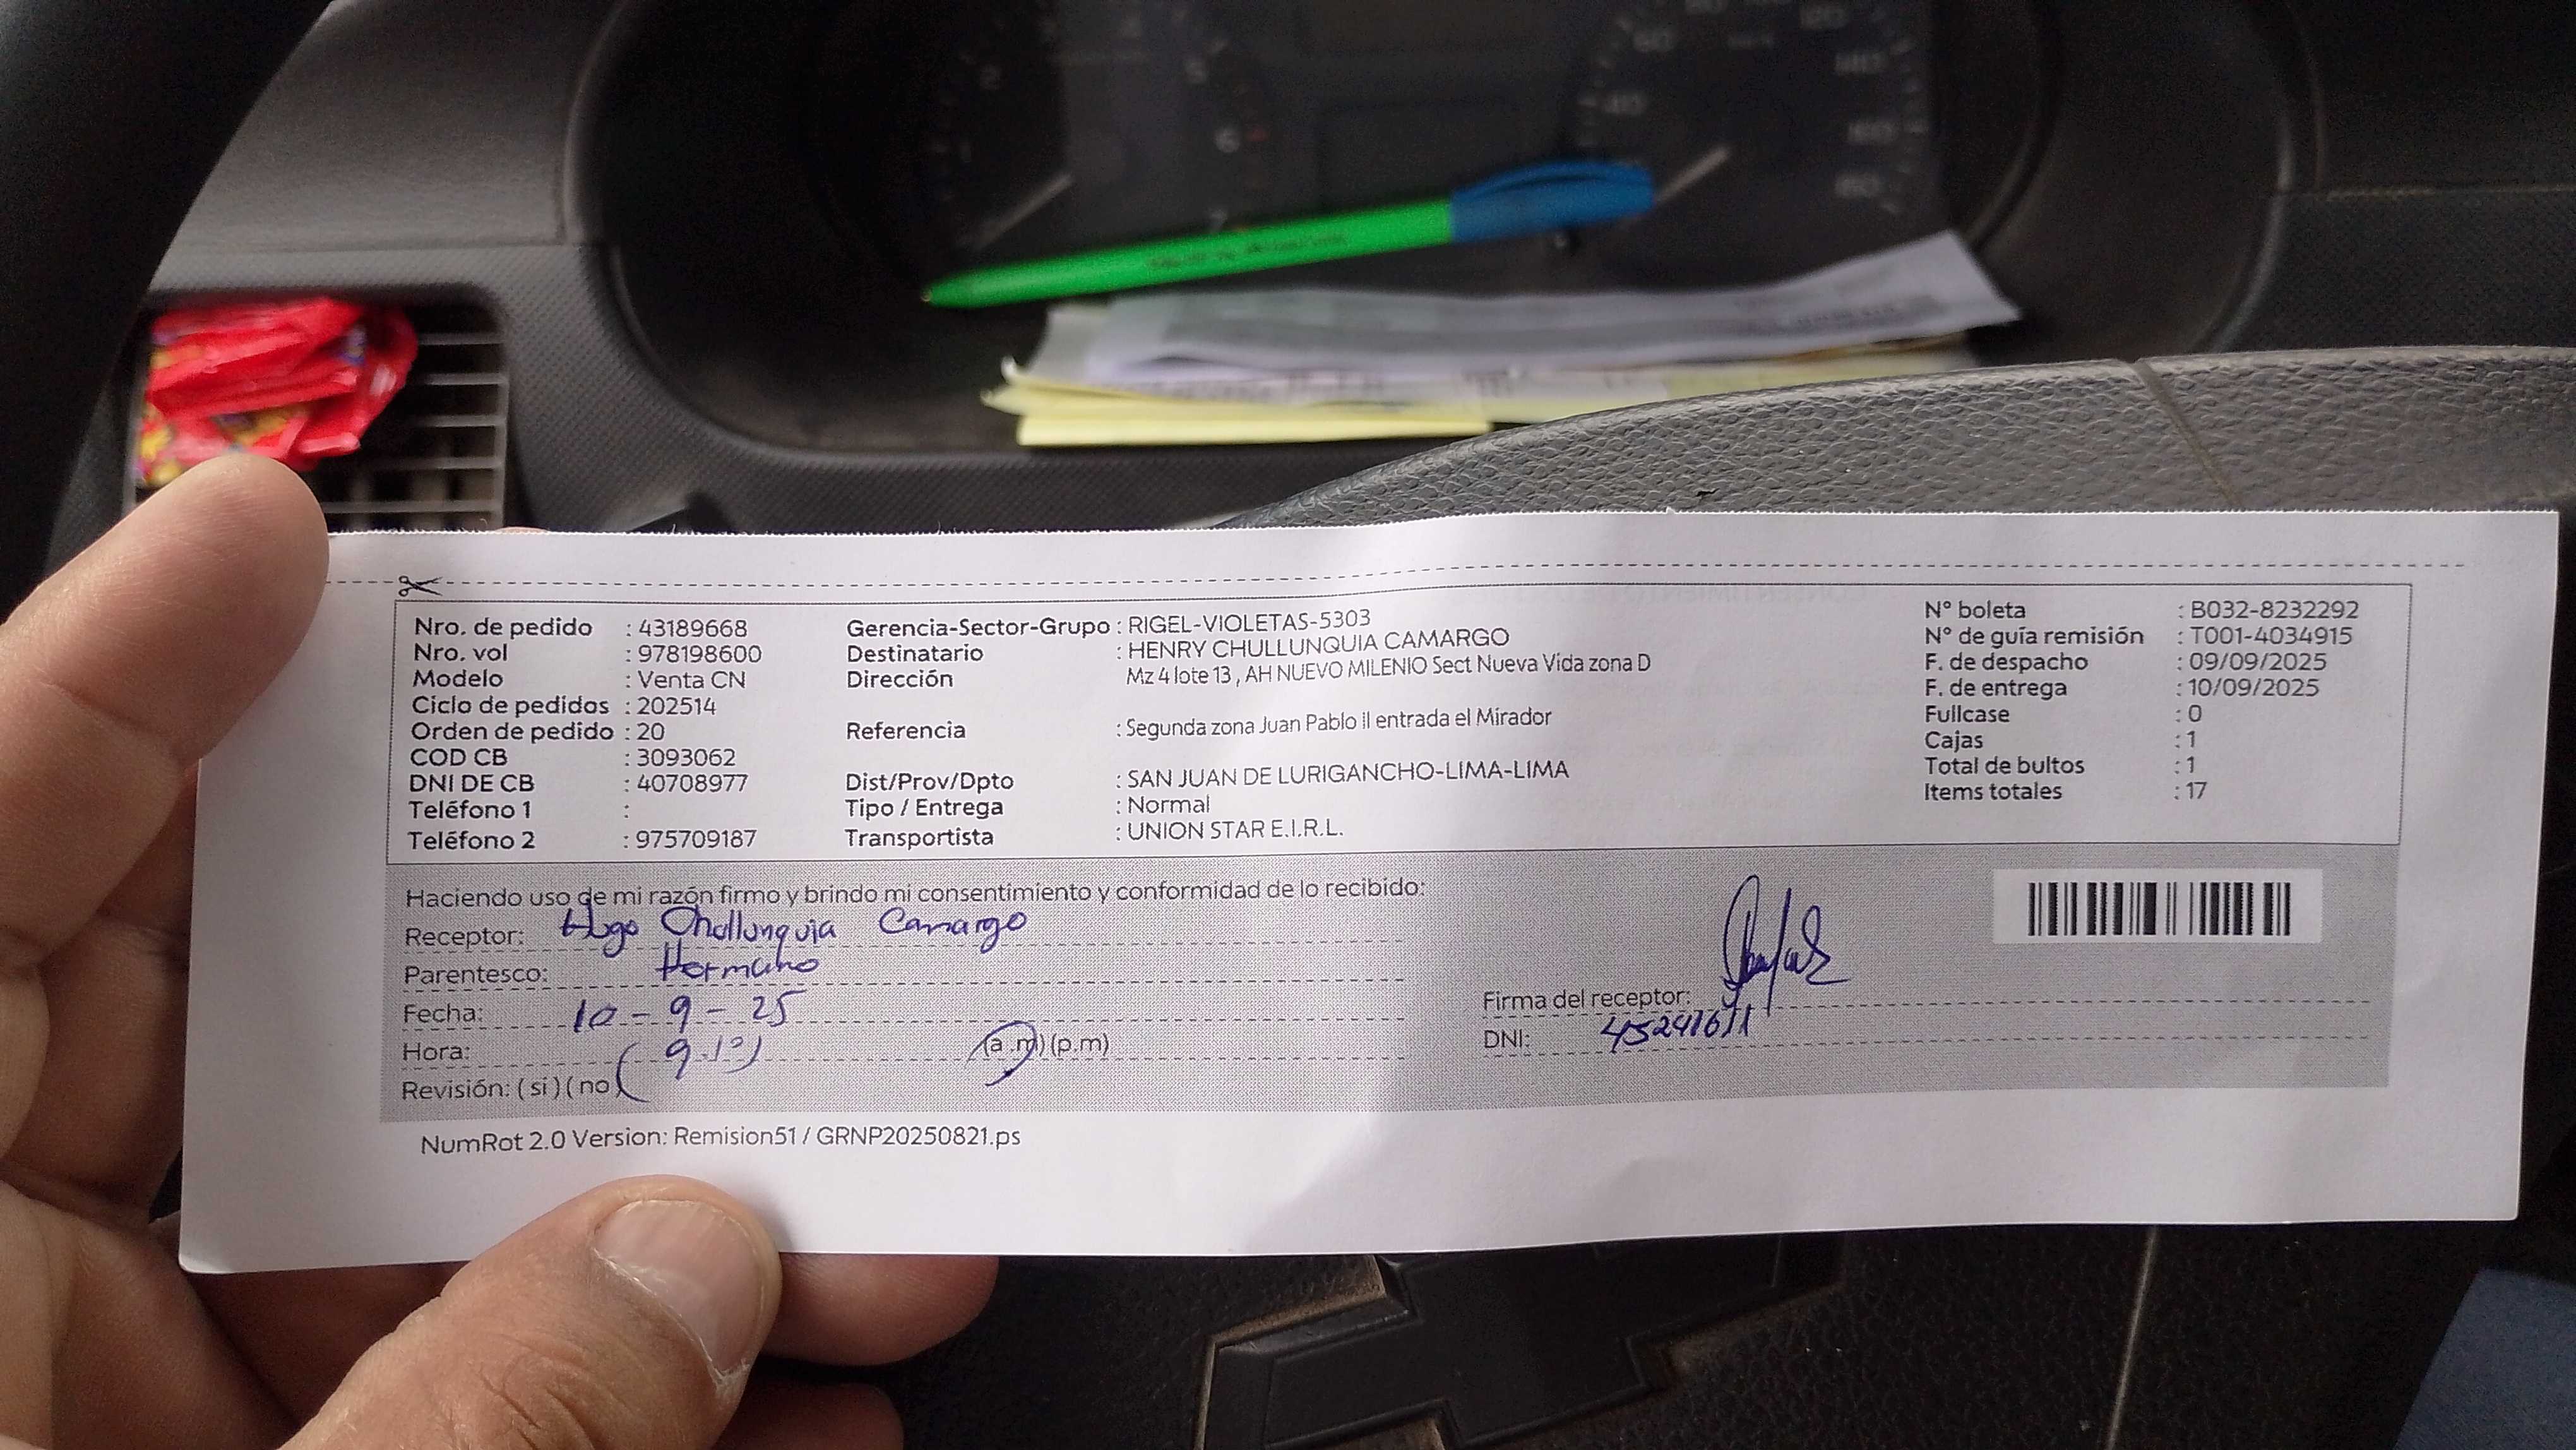 Nro. de pedido : 43189668
Nro. vol : 978198600
Modelo : Venta CN
Ciclo de pedidos : 202514
Orden de pedido : 20
COD CB : 3093062
DNI DE CB : 40708977
Teléfono 1 :
Teléfono 2 : 975709187
Gerencia-Sector-Grupo : RIGEL-VIOLETAS-5303
Destinatario : HENRY CHULLUNQUIA CAMARGO
Dirección Mz 4 lote 13 , AH NUEVO MILENIO Sect Nueva Vida zona D
Referencia : Segunda zona Juan Pablo ii entrada el Mirador
Dist/Prov/Dpto : SAN JUAN DE LURIGANCHO-LIMA-LIMA
Tipo / Entrega : Normal
Transportista : UNION STAR E.I.R.L.
N° boleta : B032-8232292
N° de guía remisión : T001-4034915
F. de despacho : 09/09/2025
F. de entrega : 10/09/2025
Fullcase : 0
Cajas : 1
Total de bultos : 1
Items totales : 17
Haciendo uso de mi razón firmo y brindo mi consentimiento y conformidad de lo recibido:
Receptor: Hugo Chullunquia Camargo
Parentesco: Hermano
Fecha: 10 - 9 - 25
Hora: 9.10 (a .m) (p.m)
Revisión: ( si ) ( no )
Firma del receptor:
DNI:
NumRot 2.0 Version: Remision51 / GRNP20250821.ps